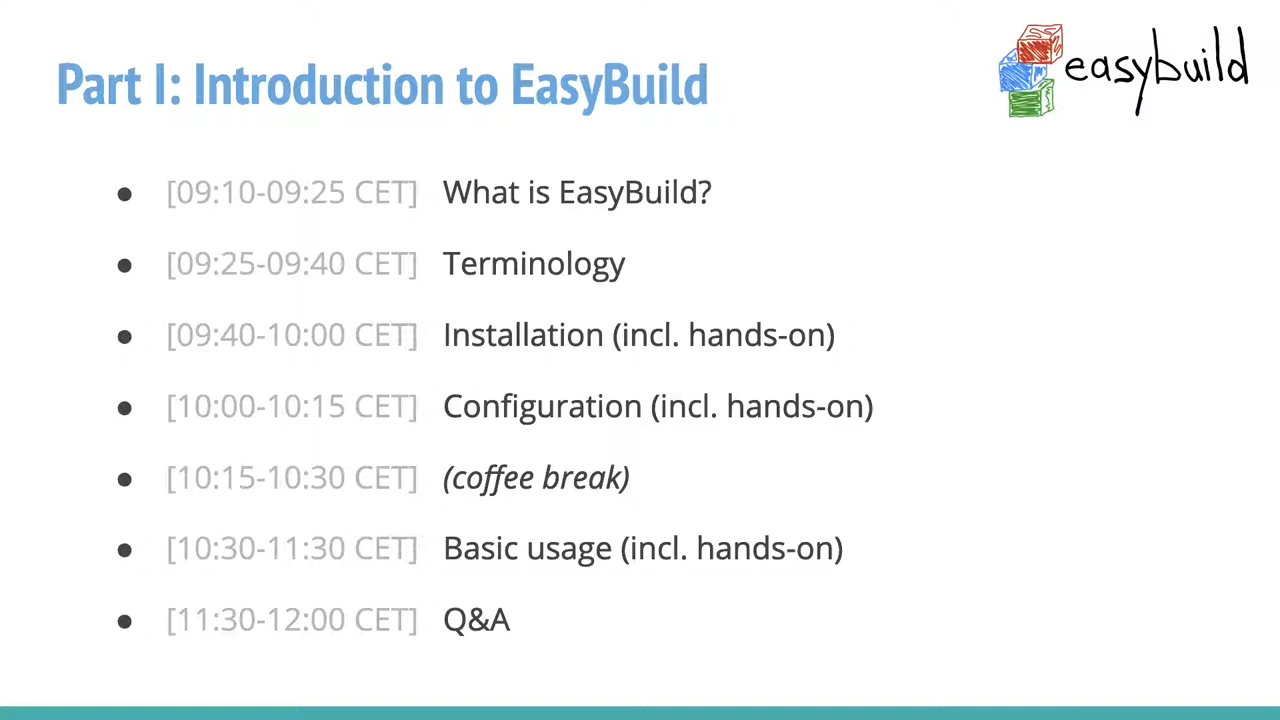 Part I: Introduction to EasyBuild
easybuild
● [09:10-09:25 CET] What is EasyBuild?
● [09:25-09:40 CET] Terminology
● [09:40-10:00 CET] Installation (incl. hands-on)
● [10:00-10:15 CET] Configuration (incl. hands-on)
● [10:15-10:30 CET] (coffee break)
● [10:30-11:30 CET] Basic usage (incl. hands-on)
● [11:30-12:00 CET] Q&A